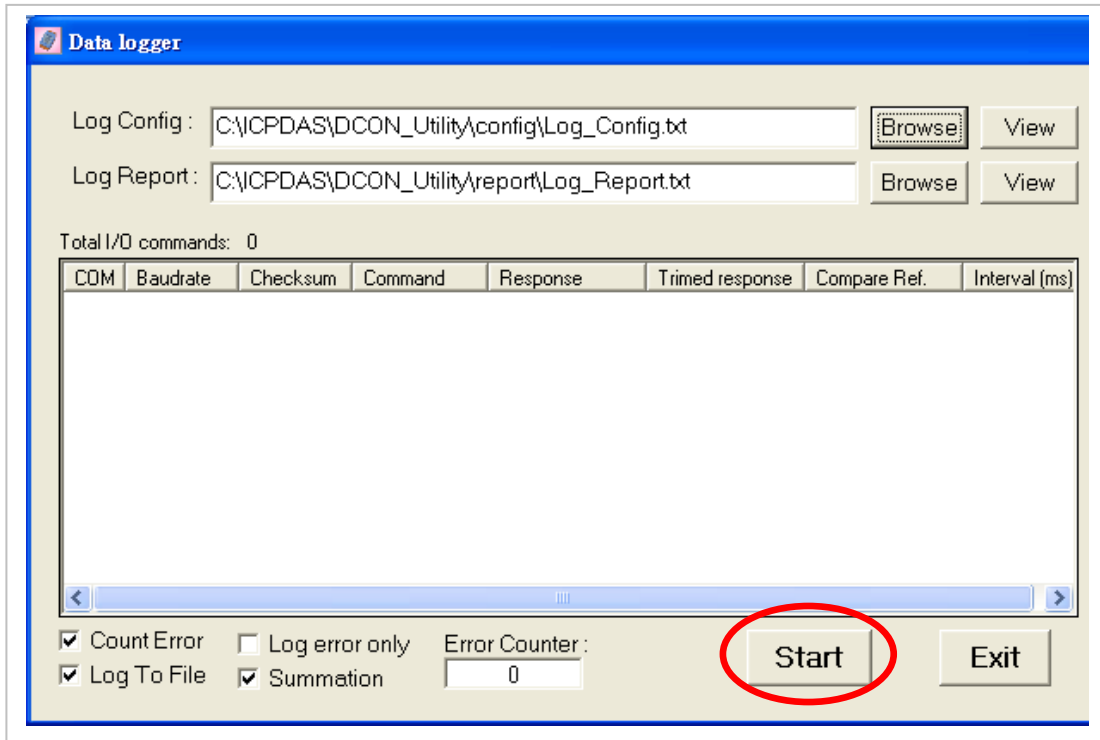 Data logger
Log Config : C:\ICPDAS\DCON_Utility\config\Log_Config.txt Browse View
Log Report : C:\ICPDAS\DCON_Utility\report\Log_Report.txt Browse View
Total I/O commands: 0
COM Baudrate Checksum Command Response Trimed response Compare Ref. Interval (ms)
Count Error Log error only Error Counter : Start Exit
Log To File Summation 0